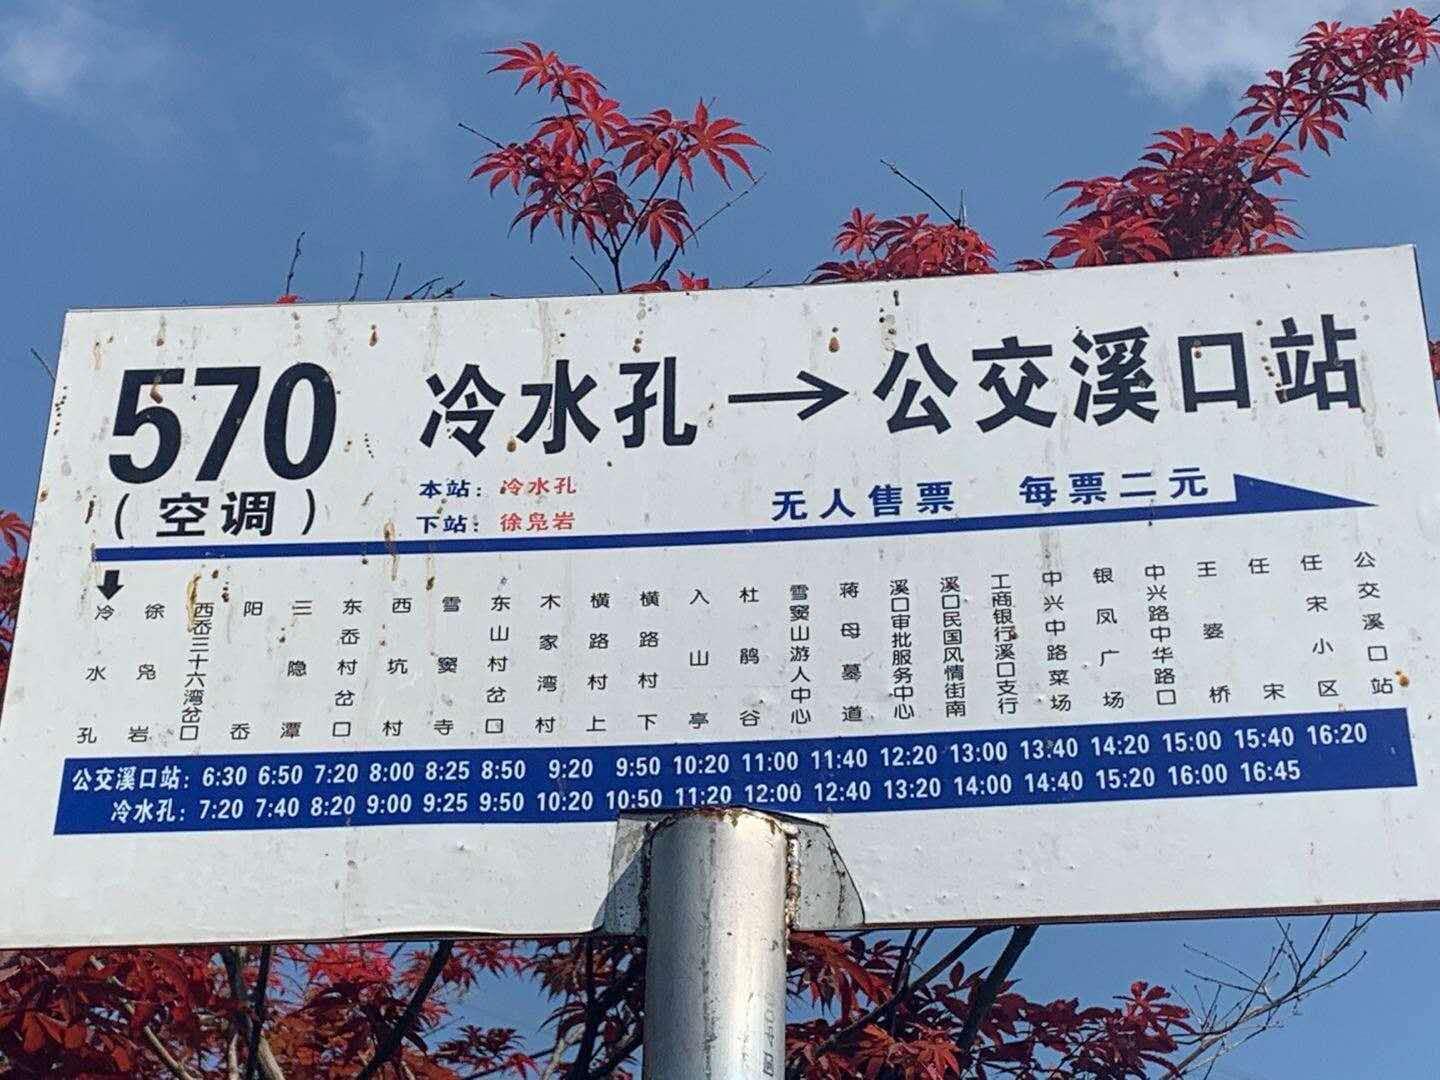 570
冷水孔→公交溪口站
(空调)
本站：冷水孔
下站：徐凫岩
无人售票 每票二元
冷水孔
徐凫岩
西岙三十六湾岔口
阳岙
三隐潭
东岙村岔口
西坑村
雪窦寺
东山村岔口
木家湾村
横路村上
横路村下
入山亭
杜鹃谷
雪窦山游人中心
蒋母墓道
溪口审批服务中心
溪口民国风情街南
工商银行溪口支行
中兴中路菜场
银凤广场
中兴路中华路口
王婆桥
任宋
任宋小区
公交溪口站
公交溪口站：6:30 6:50 7:20 8:00 8:25 8:50 9:20 9:50 10:20 11:00 11:40 12:20 13:00 13:40 14:20 15:00 15:40 16:20
冷水孔：7:20 7:40 8:20 9:00 9:25 9:50 10:20 10:50 11:20 12:00 12:40 13:20 14:00 14:40 15:20 16:00 16:45